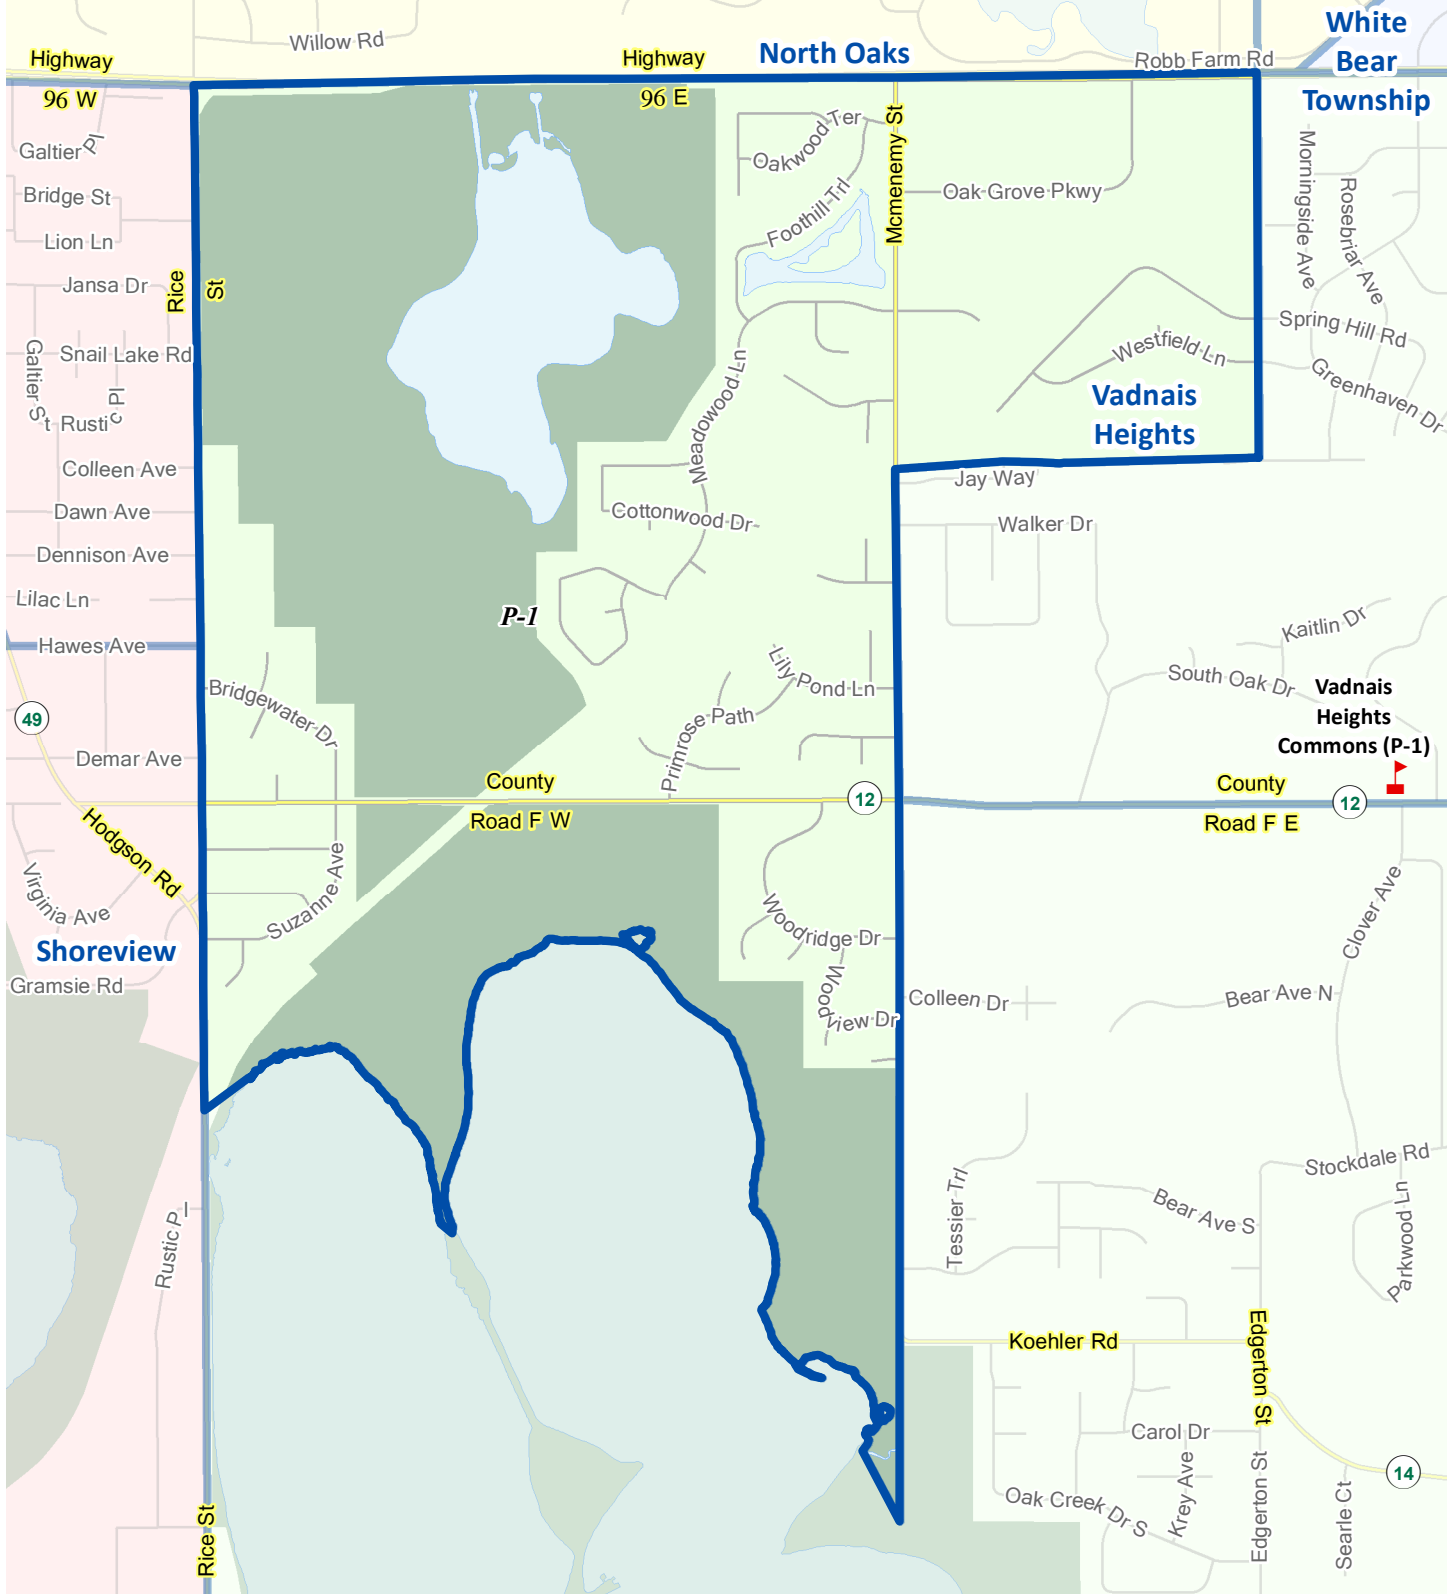 White
Bear
Township
Willow Rd
Highway
96 W
Highway
96 E
North Oaks
Robb Farm Rd
Galtier Pl
Bridge St
Lion Ln
Jansa Dr
Rice St
Snail Lake Rd
Galtier St
Rustic Pl
Colleen Ave
Dawn Ave
Dennison Ave
Lilac Ln
Hawes Ave
Oakwood Ter
Foothill Trl
Mcmenemy St
Oak Grove Pkwy
Morningside Ave
Rosebriar Ave
Spring Hill Rd
Westfield Ln
Greenhaven Dr
Vadnais
Heights
Meadowood Ln
Jay Way
Cottonwood Dr
Walker Dr
P-1
Kaitlin Dr
Bridgewater Dr
Lily Pond Ln
South Oak Dr
Vadnais
Heights
Commons (P-1)
49
Primrose Path
Demar Ave
County
Road F W
12
County
Road F E
12
Hodgson Rd
Virginia Ave
Suzanne Ave
Woodridge Dr
Clover Ave
Shoreview
Gramsie Rd
Woodview Dr
Colleen Dr
Bear Ave N
Stockdale Rd
Tessier Trl
Bear Ave S
Parkwood Ln
Rustic Pl
Koehler Rd
Edgerton St
Carol Dr
14
Oak Creek Dr S
Krey Ave
Edgerton St
Searle Ct
Rice St